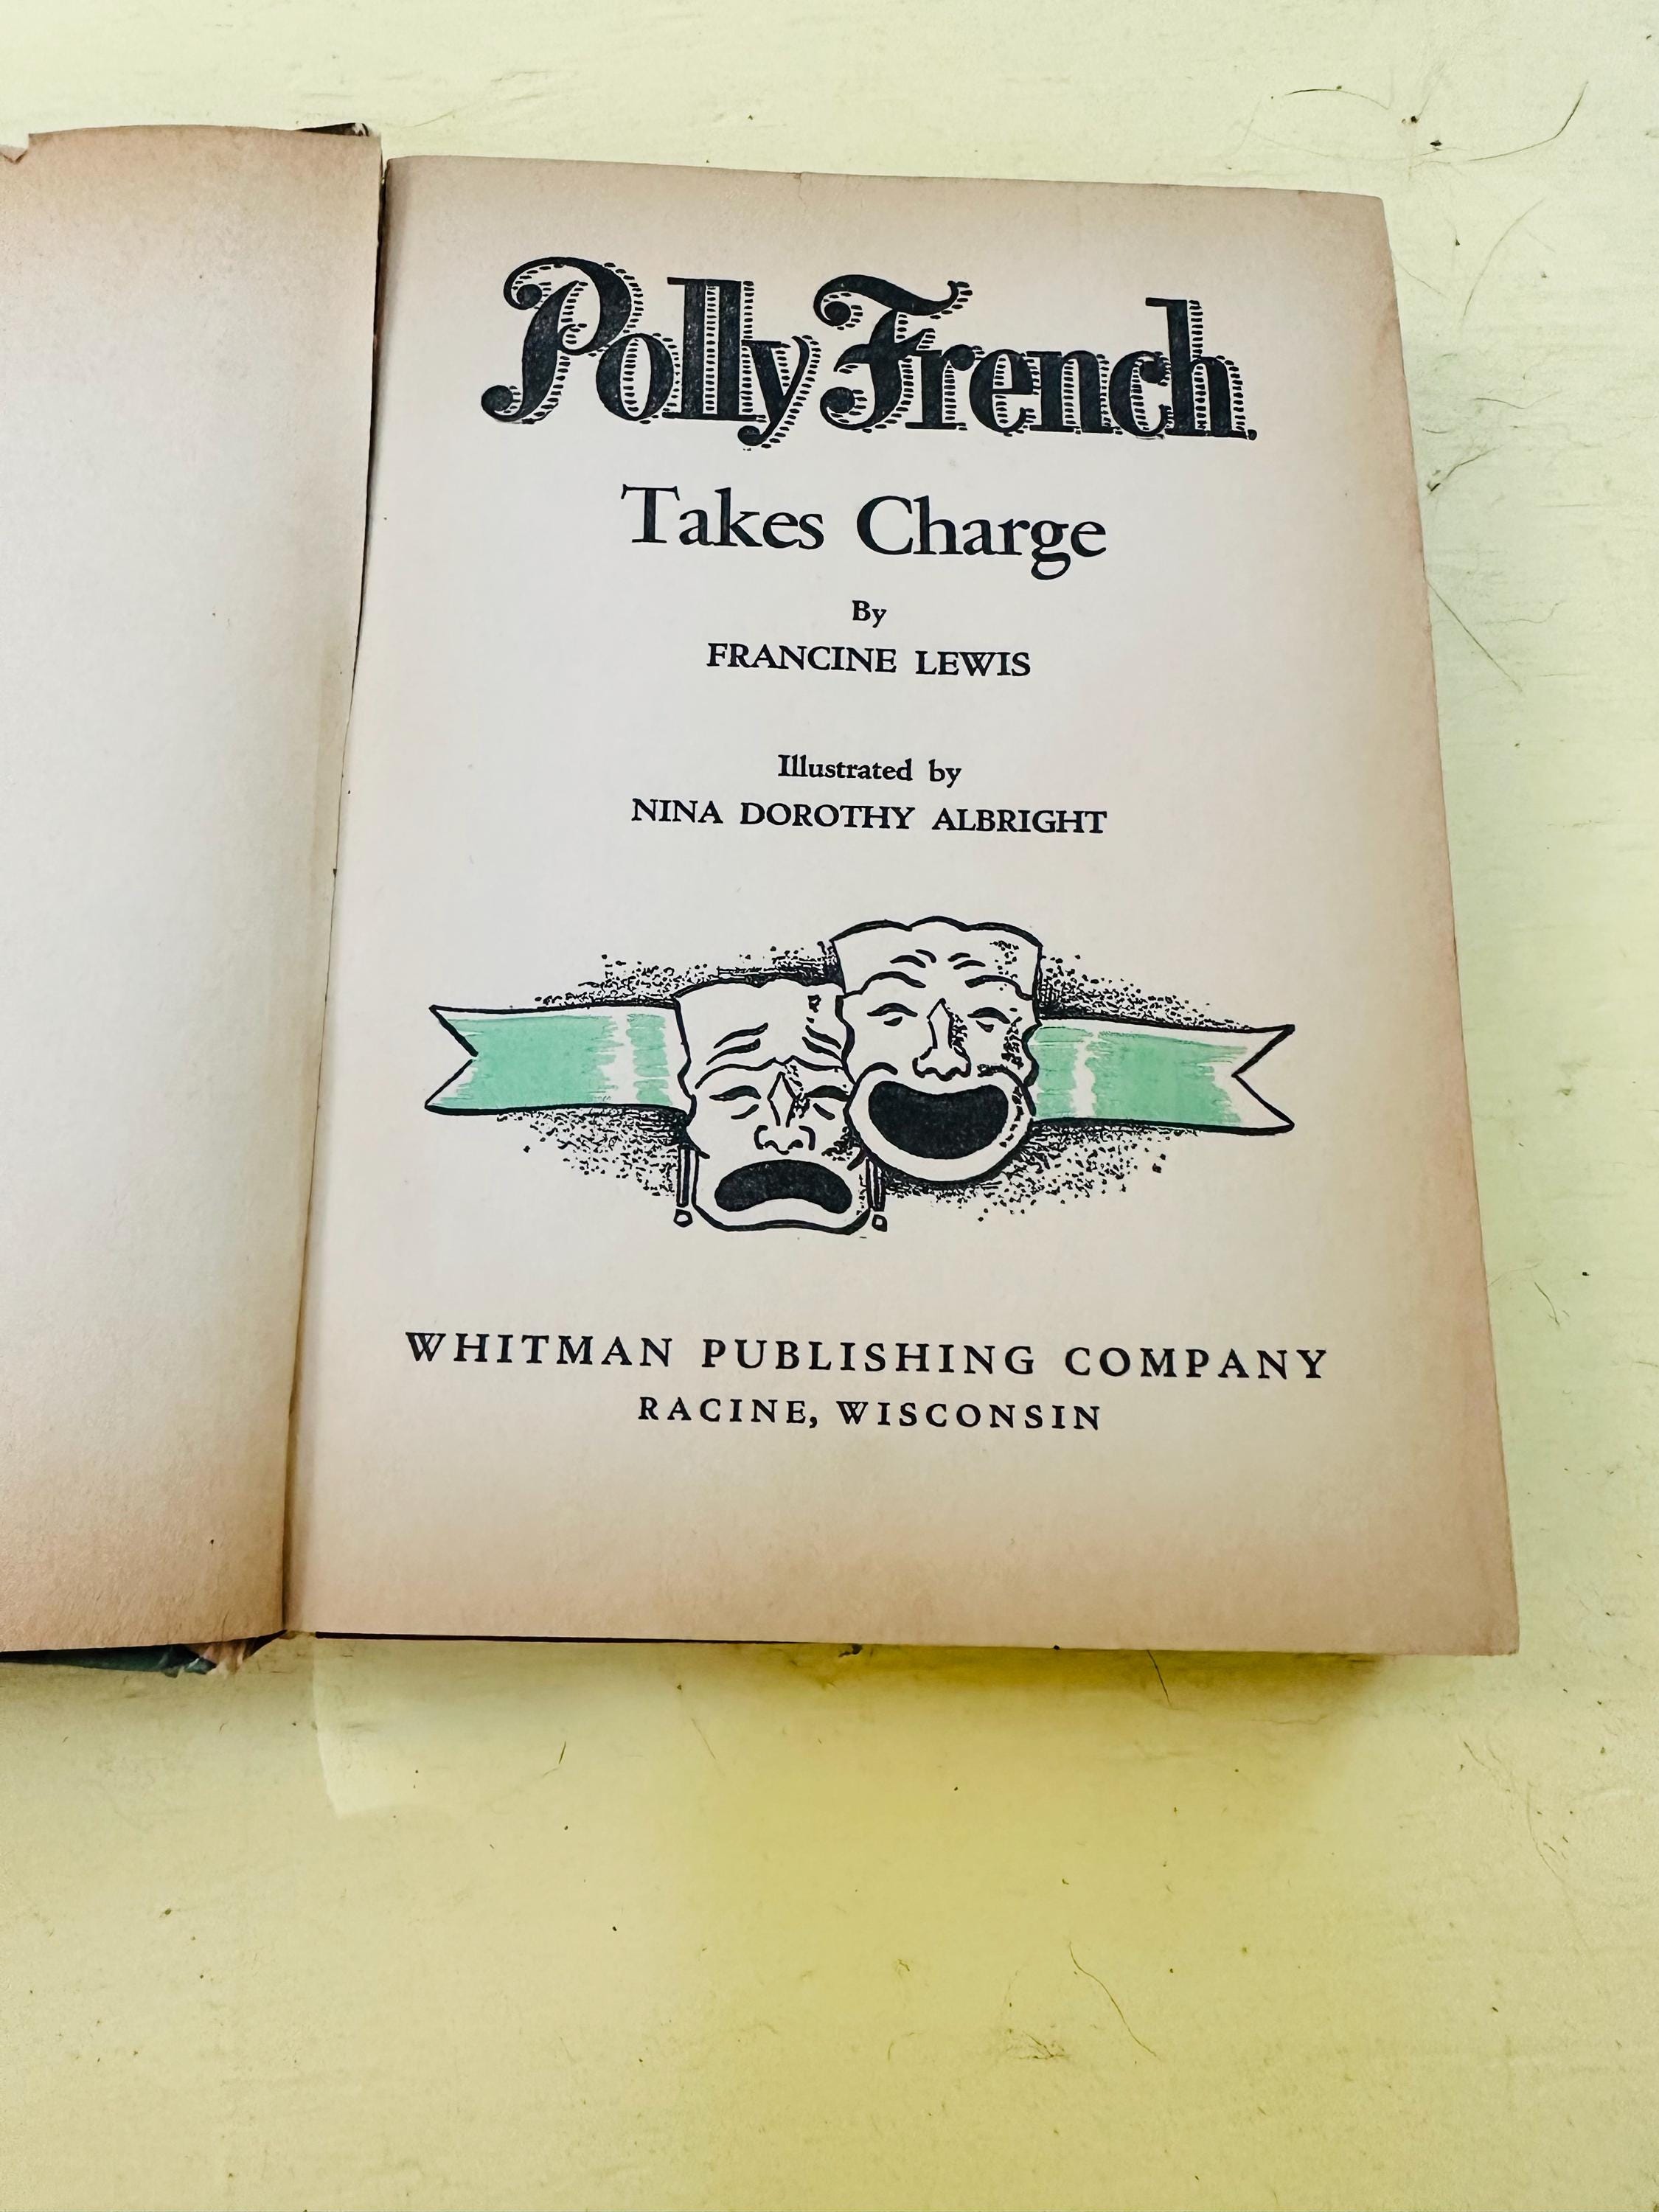 Polly French
Takes Charge
By
FRANCINE LEWIS
Illustrated by
NINA DOROTHY ALBRIGHT
WHITMAN PUBLISHING COMPANY
RACINE, WISCONSIN